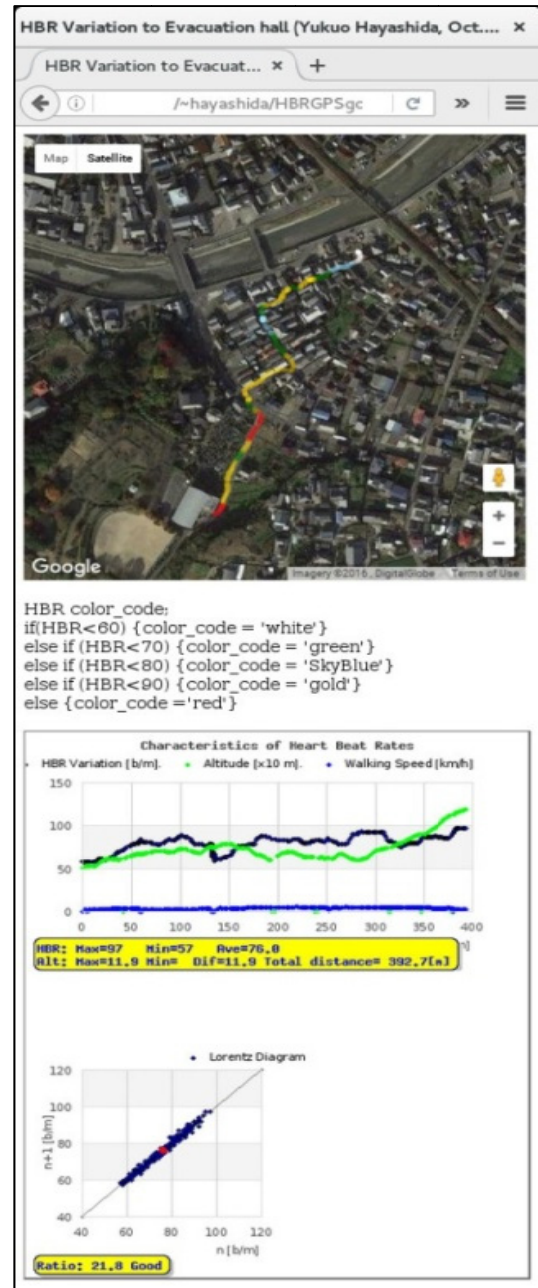 HBR Variation to Evacuation hall (Yukuo Hayashida, Oct.... ×
HBR Variation to Evacuat... × +
/~hayashida/HBRGPSgc
Map Satellite
Google
Imagery ©2016, DigitalGlobe Terms of Use
HBR color_code;
if(HBR<60) {color_code = 'white'}
else if (HBR<70) {color_code = 'green'}
else if (HBR<80) {color_code = 'SkyBlue'}
else if (HBR<90) {color_code = 'gold'}
else {color_code ='red'}
Characteristics of Heart Beat Rates
HBR Variation [b/m]. Altitude [x10 m]. Walking Speed [km/h]
150
100
50
0
0 50 100 150 200 250 300 350 400
HBR: Max=97 Min=57 Ave=76.0
Alt: Max=11.9 Min= Dif=11.9 Total distance= 392.7[m]
Lorentz Diagram
120
100
80
60
40
n+1 [b/m]
40 60 80 100 120
n [b/m]
Ratio: 21.8 Good